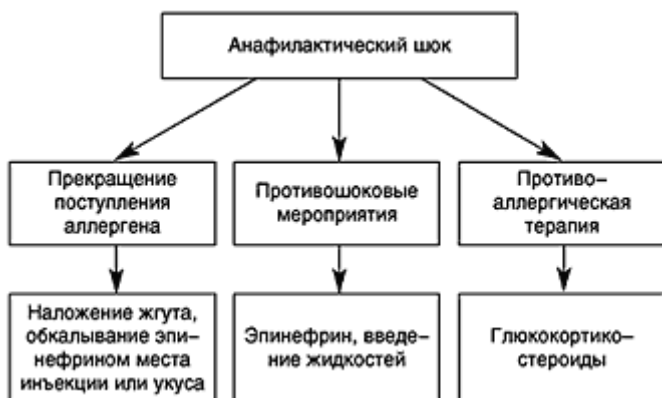 Анафилактический шок
Прекращение
поступления
аллергена
Противошоковые
мероприятия
Противо–
аллергическая
терапия
Наложение жгута,
обкалывание эпи–
нефрином места
инъекции или укуса
Эпинефрин, введе–
ние жидкостей
Глюкокортико–
стероиды